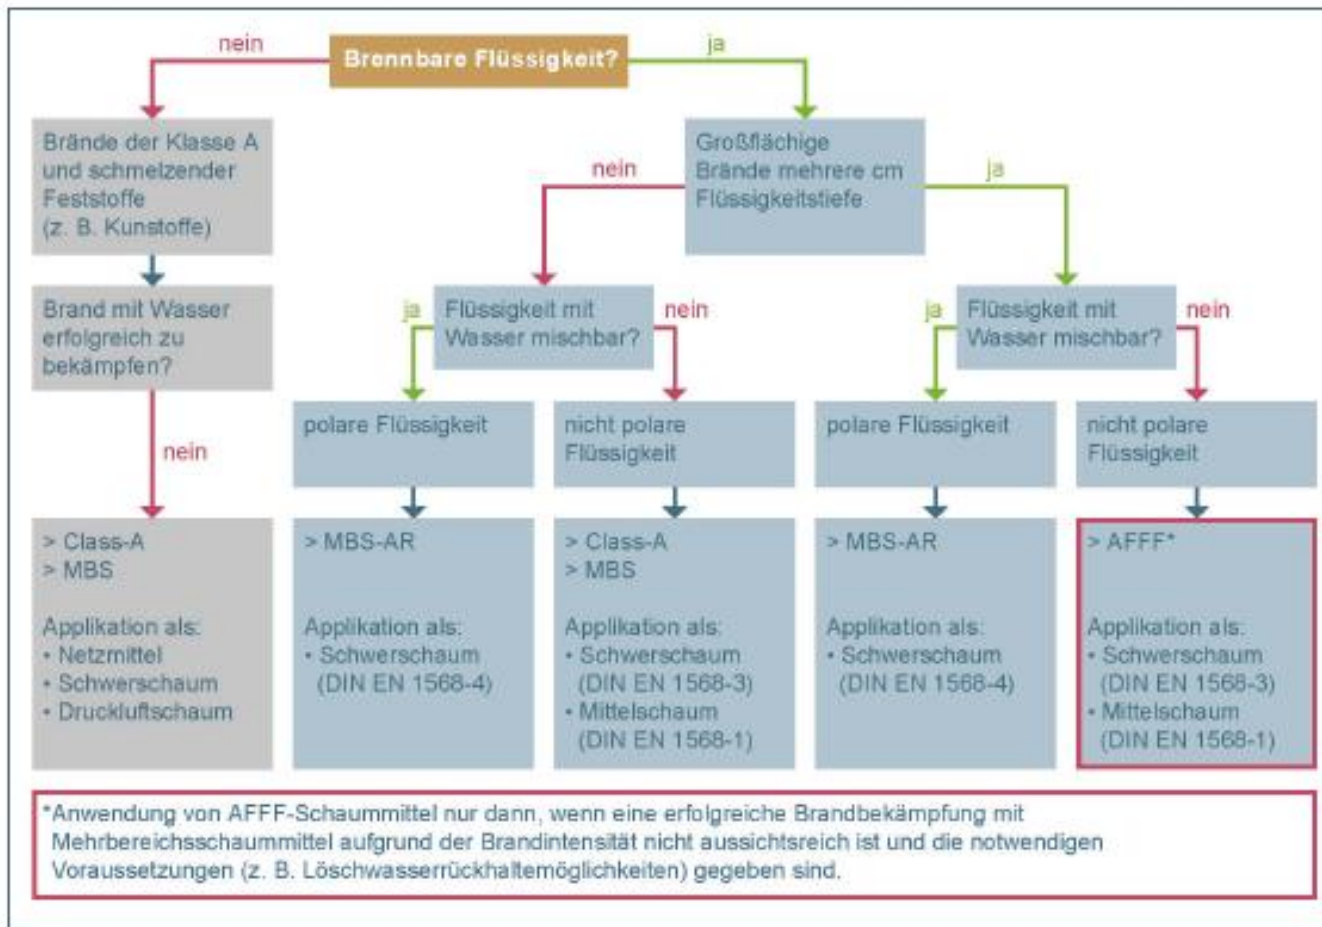 nein
Brennbare Flüssigkeit?
ja
Brände der Klasse A
und schmelzender
Feststoffe
(z. B. Kunstoffe)
Großflächige
Brände mehrere cm
Flüssigkeitstiefe
nein
ja
Brand mit Wasser
erfolgreich zu
bekämpfen?
nein
ja
Flüssigkeit mit
Wasser mischbar?
nein
ja
Flüssigkeit mit
Wasser mischbar?
nein
polare Flüssigkeit
nicht polare
Flüssigkeit
polare Flüssigkeit
nicht polare
Flüssigkeit
> Class-A
> MBS
Applikation als:
• Netzmittel
• Schwerschaum
• Druckluftschaum
> MBS-AR
Applikation als:
• Schwerschaum
(DIN EN 1568-4)
> Class-A
> MBS
Applikation als:
• Schwerschaum
(DIN EN 1568-3)
• Mittelschaum
(DIN EN 1568-1)
> MBS-AR
Applikation als:
• Schwerschaum
(DIN EN 1568-4)
> AFFF*
Applikation als:
• Schwerschaum
(DIN EN 1568-3)
• Mittelschaum
(DIN EN 1568-1)
*Anwendung von AFFF-Schaummittel nur dann, wenn eine erfolgreiche Brandbekämpfung mit
Mehrbereichsschaummittel aufgrund der Brandintensität nicht aussichtsreich ist und die notwendigen
Voraussetzungen (z. B. Löschwasserrückhaltemöglichkeiten) gegeben sind.